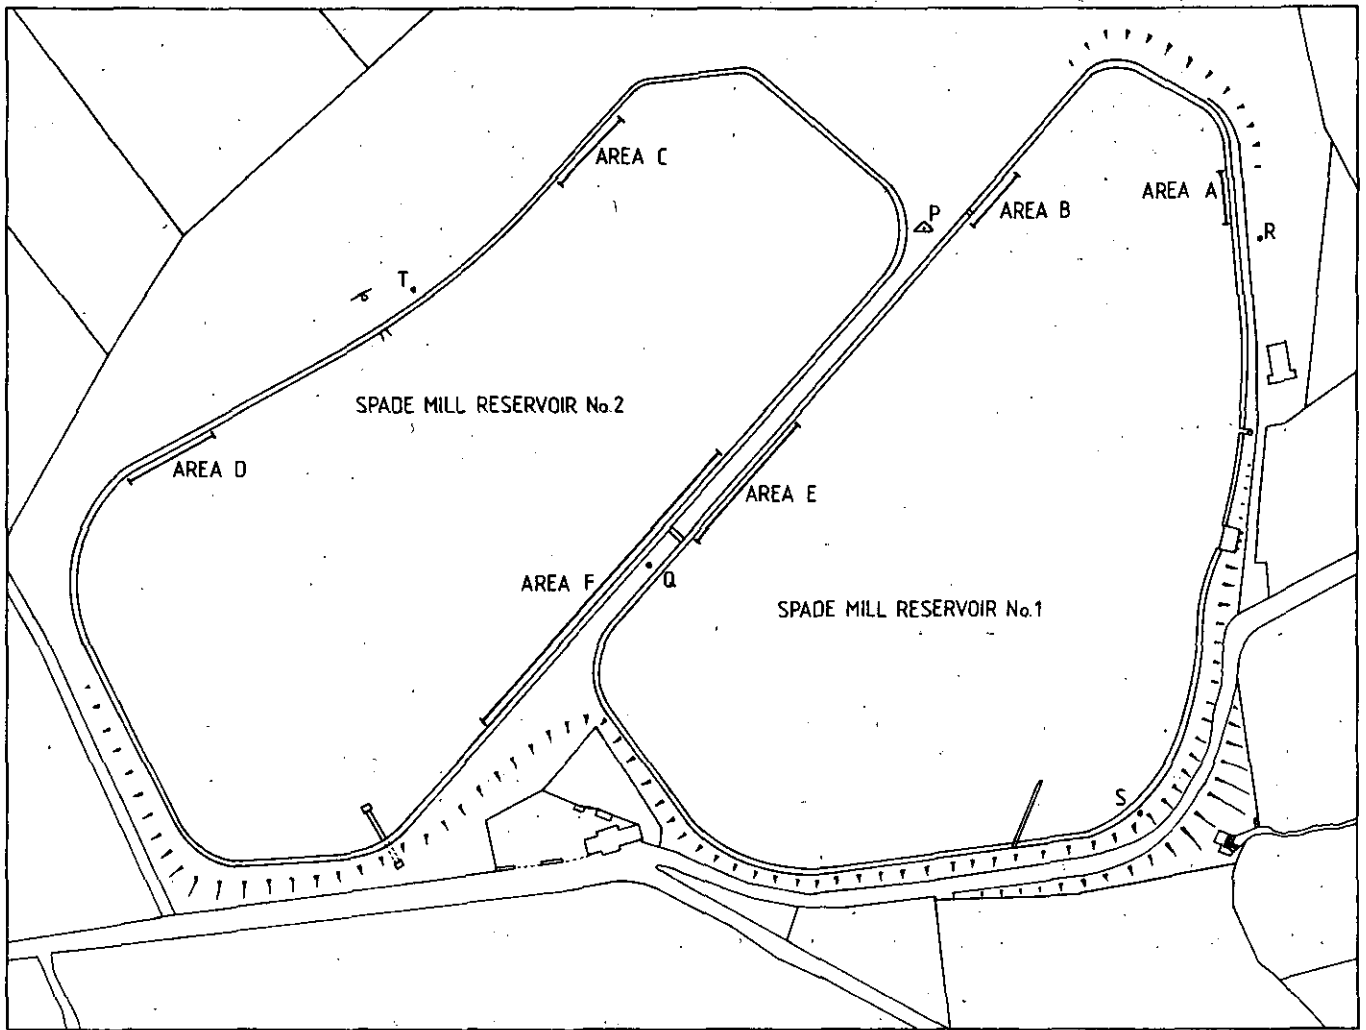 AREA C
AREA A
AREA B
P
R
T
SPADE MILL RESERVOIR No.2
AREA D
AREA E
AREA F
Q
SPADE MILL RESERVOIR No.1
S